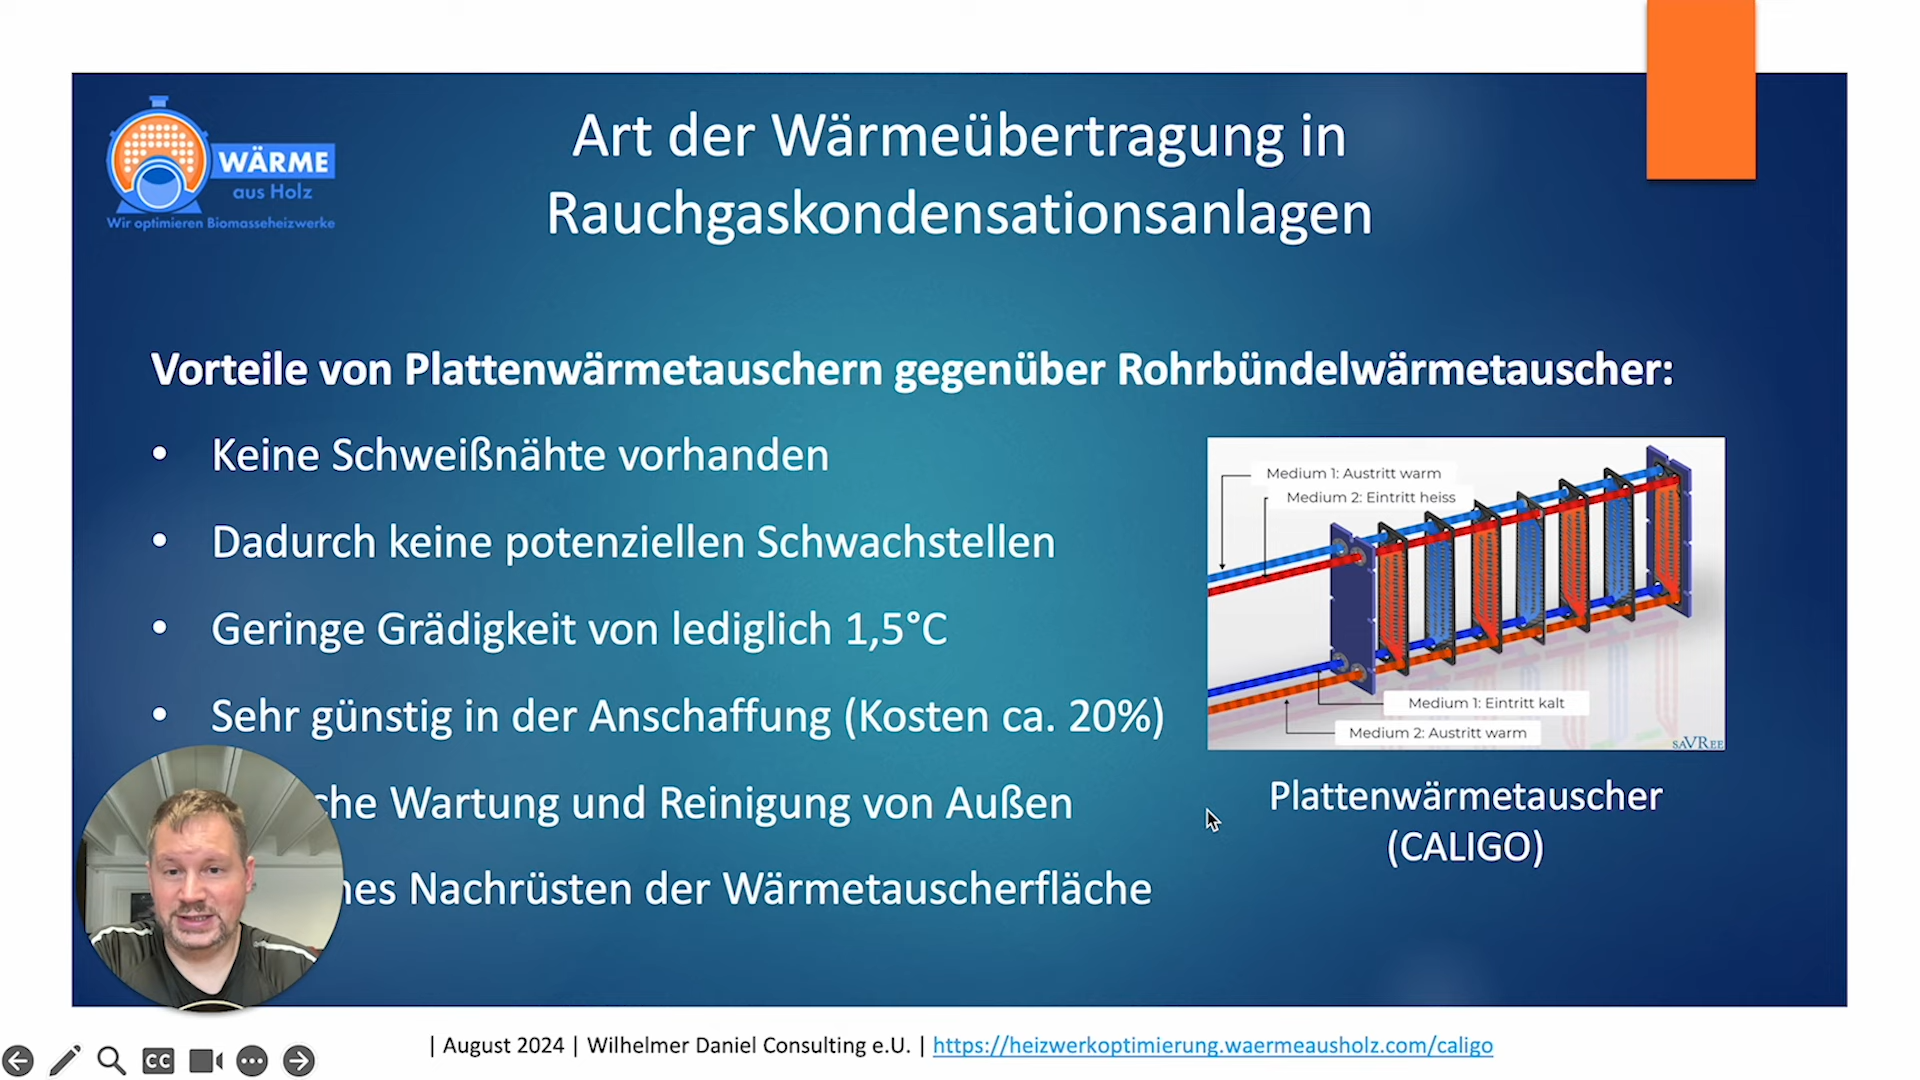 WÄRME
aus Holz
Wir optimieren Biomasseheizwerke
Art der Wärmeübertragung in
Rauchgaskondensationsanlagen
Vorteile von Plattenwärmetauschern gegenüber Rohrbündelwärmetauscher:
• Keine Schweißnähte vorhanden
• Dadurch keine potenziellen Schwachstellen
• Geringe Grädigkeit von lediglich 1,5°C
• Sehr günstig in der Anschaffung (Kosten ca. 20%)
Wartung und Reinigung von Außen
Nachrüsten der Wärmetauscherfläche
Medium 1: Austritt warm
Medium 2: Eintritt heiss
Medium 1: Eintritt kalt
Medium 2: Austritt warm
saVRee
Plattenwärmetauscher
(CALIGO)
| August 2024 | Wilhelmer Daniel Consulting e.U. | https://heizwerkoptimierung.waermeausholz.com/caligo
CC